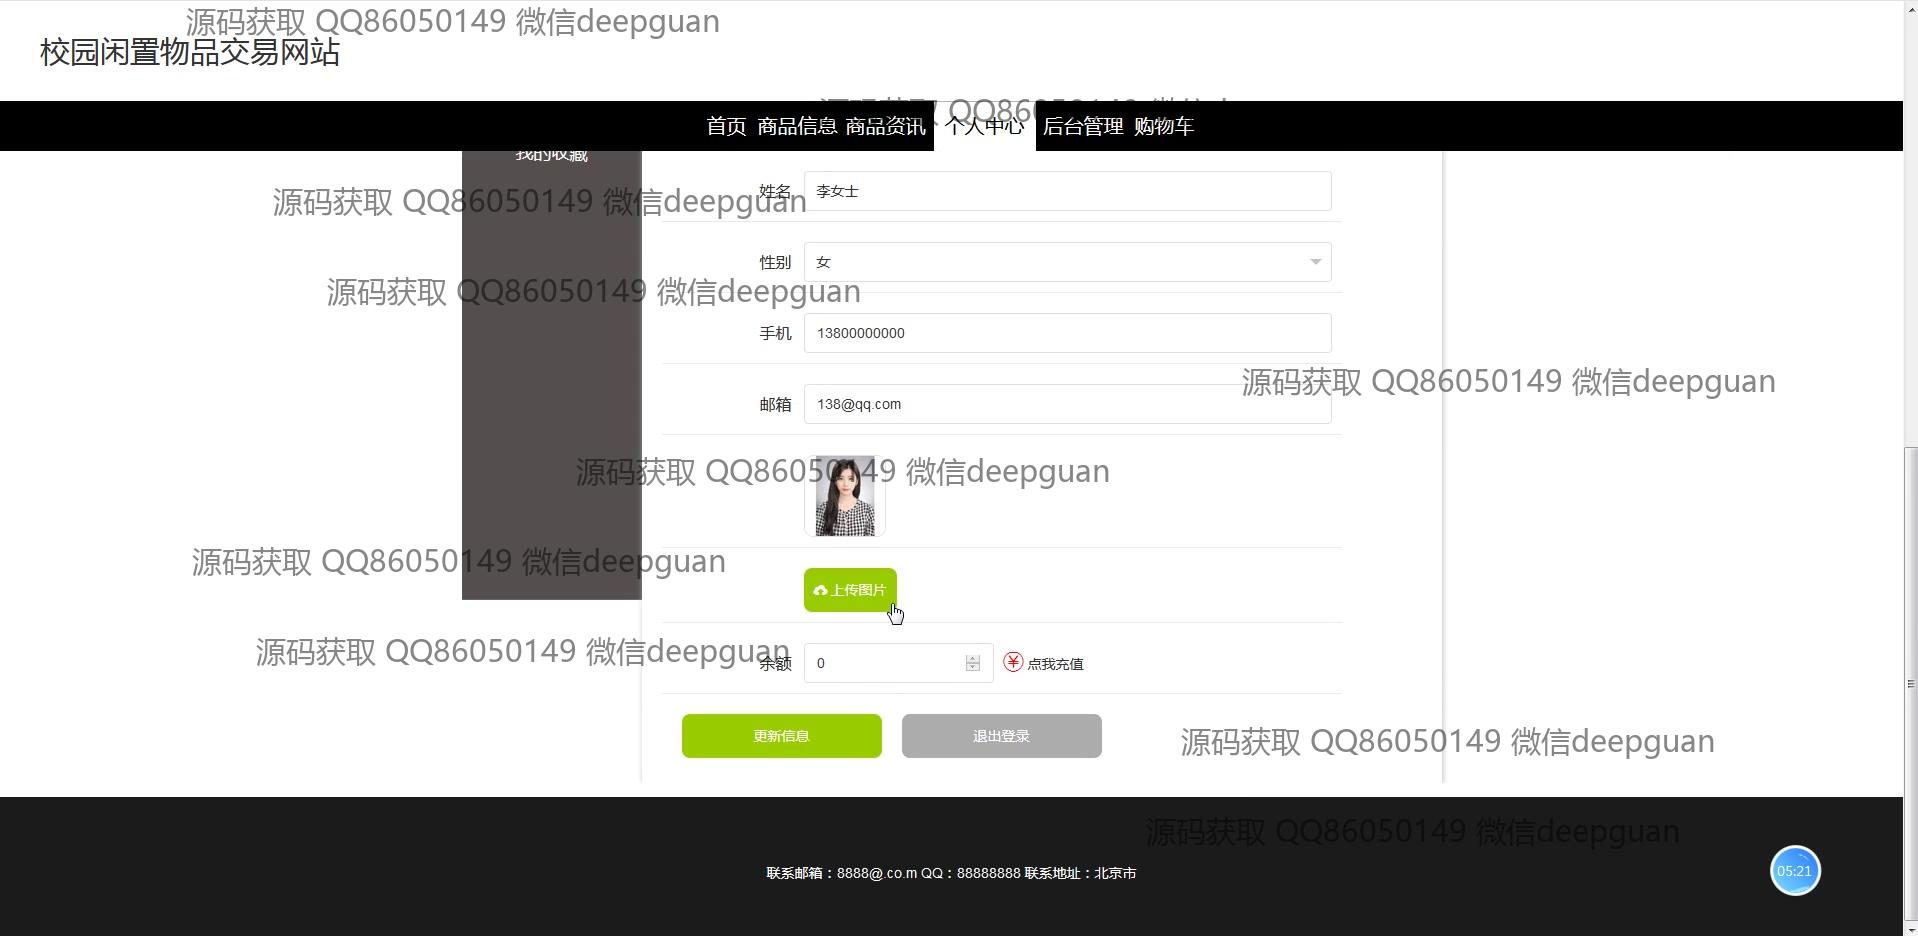 源码获取 QQ86050149 微信deepguan
校园闲置物品交易网站
源码获取 QQ86050149 微信d
首页 商品信息 商品资讯 个人中心 后台管理 购物车
我的收藏
姓名 李女士
源码获取 QQ86050149 微信deepguan
性别 女
源码获取 QQ86050149 微信deepguan
手机 13800000000
源码获取 QQ86050149 微信deepguan
邮箱 138@qq.com
源码获取 QQ86050149 微信deepguan
源码获取 QQ86050149 微信deepguan
上传图片
源码获取 QQ86050149 微信deepguan
余额 0 点我充值
更新信息 退出登录
源码获取 QQ86050149 微信deepguan
源码获取 QQ86050149 微信deepguan
联系邮箱：8888@.co.m QQ：88888888 联系地址：北京市
05:21